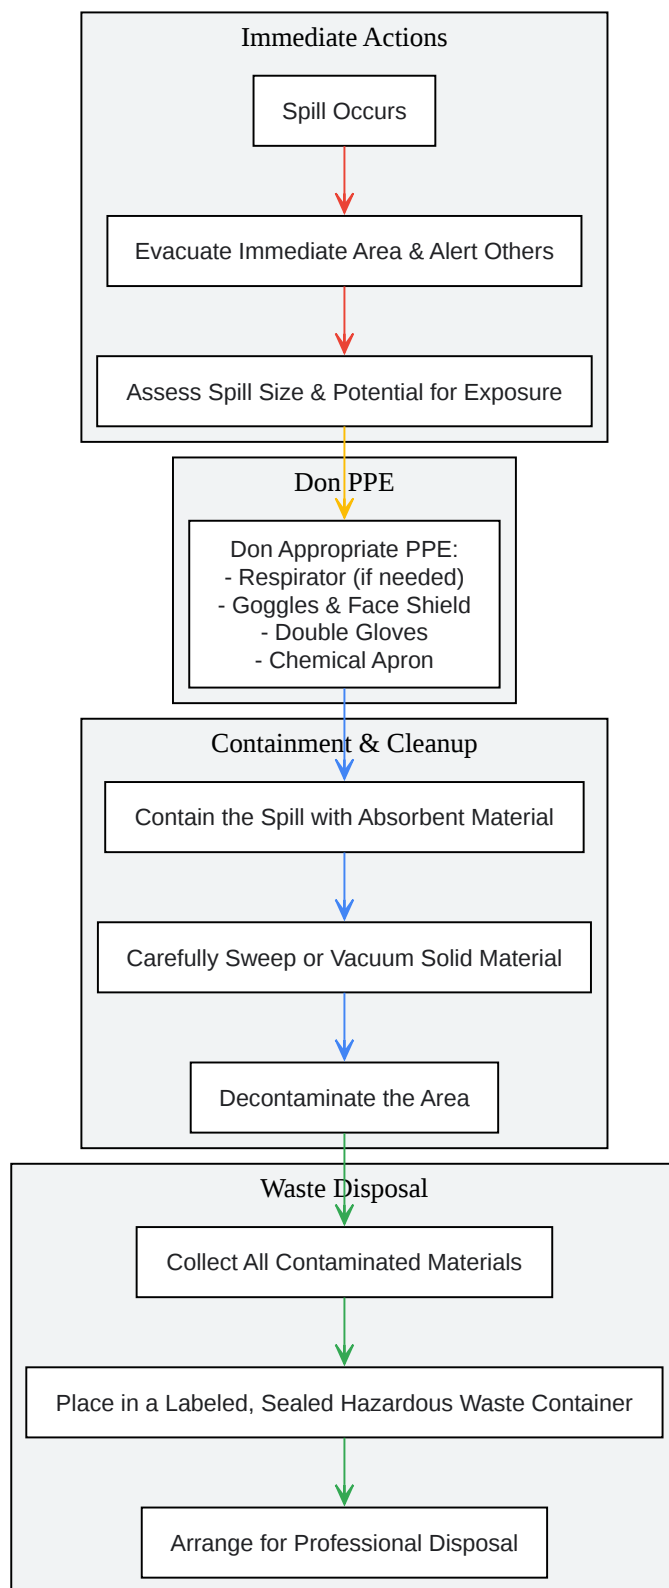 Immediate Actions
Spill Occurs
Evacuate Immediate Area & Alert Others
Assess Spill Size & Potential for Exposure
Don PPE
Don Appropriate PPE:
- Respirator (if needed)
- Goggles & Face Shield
- Double Gloves
- Chemical Apron
Containment & Cleanup
Contain the Spill with Absorbent Material
Carefully Sweep or Vacuum Solid Material
Decontaminate the Area
Waste Disposal
Collect All Contaminated Materials
Place in a Labeled, Sealed Hazardous Waste Container
Arrange for Professional Disposal